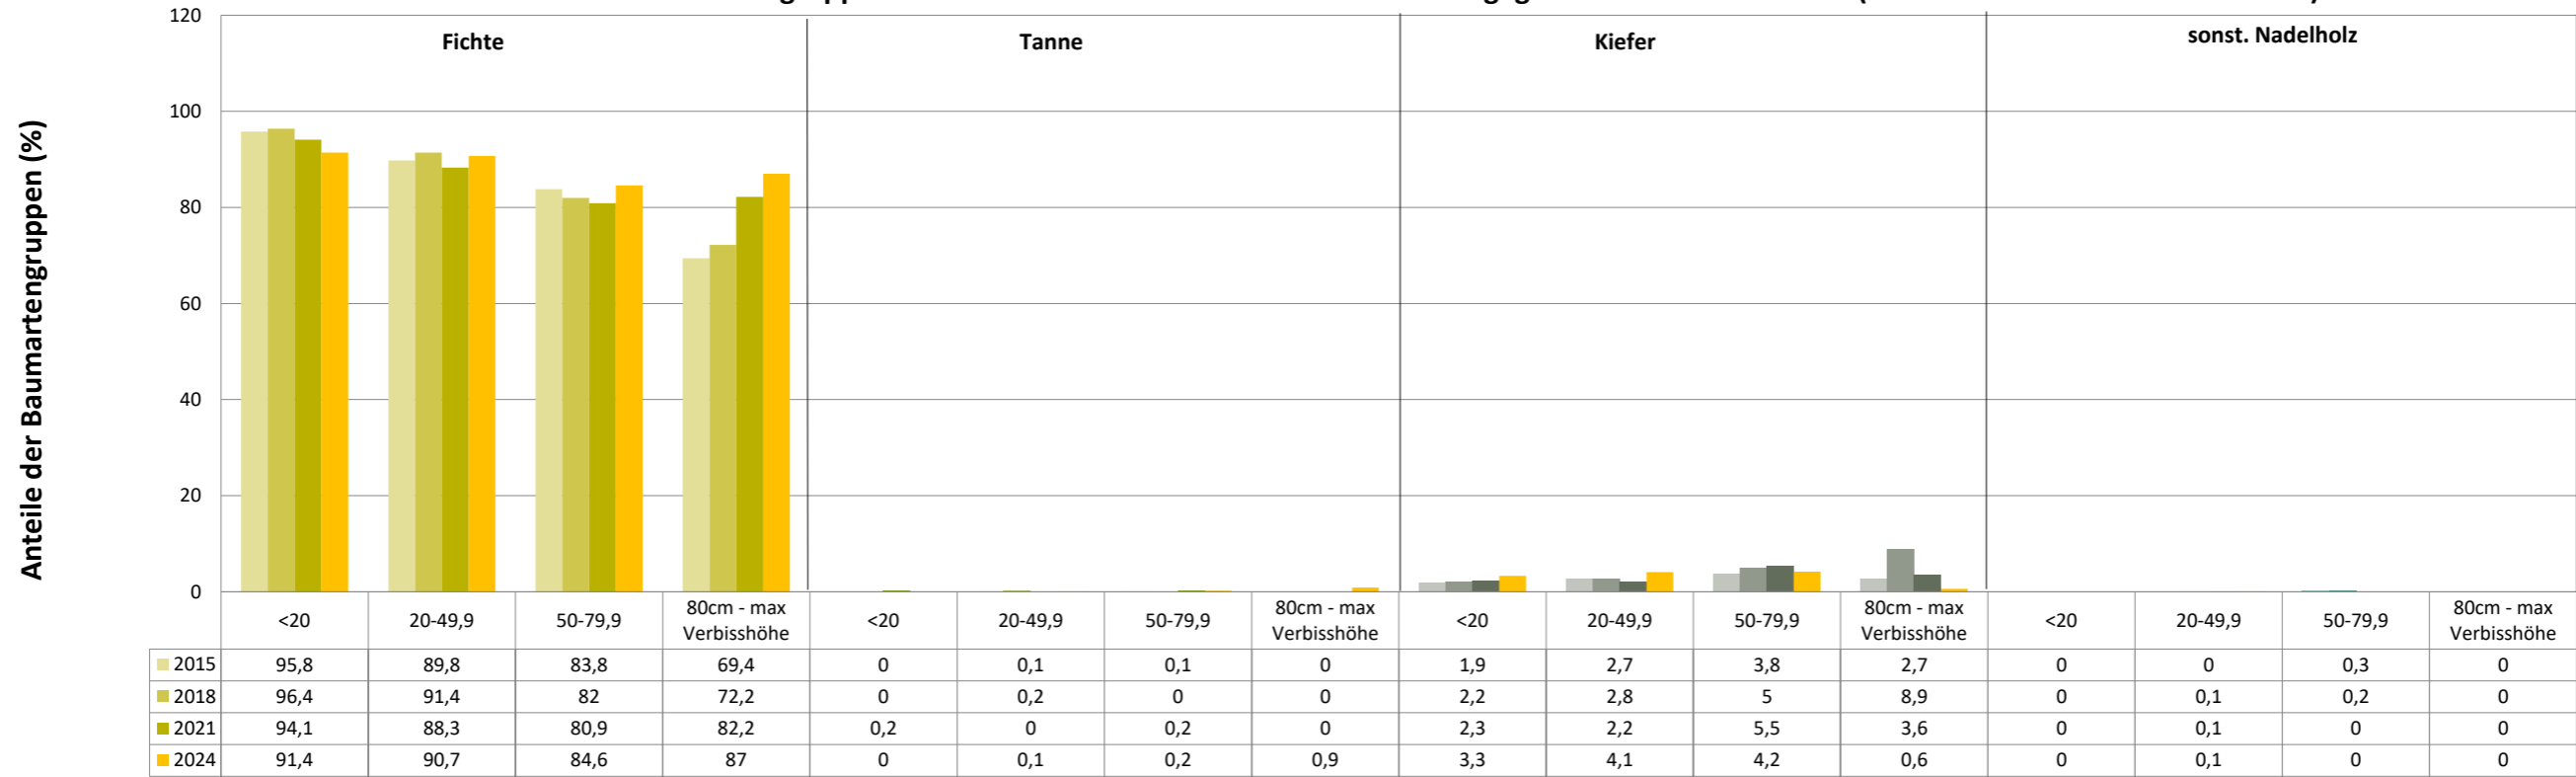 120
Fichte Tanne Kiefer sonst. Nadelholz
100
80
60
40
20
0
Anteile der Baumartengruppen (%)
<20 20-49,9 50-79,9 80cm - max Verbisshöhe <20 20-49,9 50-79,9 80cm - max Verbisshöhe <20 20-49,9 50-79,9 80cm - max Verbisshöhe <20 20-49,9 50-79,9 80cm - max Verbisshöhe
2015 95,8 89,8 83,8 69,4 0 0,1 0,1 0 1,9 2,7 3,8 2,7 0 0 0,3 0
2018 96,4 91,4 82 72,2 0 0,2 0 0 2,2 2,8 5 8,9 0 0,1 0,2 0
2021 94,1 88,3 80,9 82,2 0,2 0 0,2 0 2,3 2,2 5,5 3,6 0 0,1 0 0
2024 91,4 90,7 84,6 87 0 0,1 0,2 0,9 3,3 4,1 4,2 0,6 0 0,1 0 0